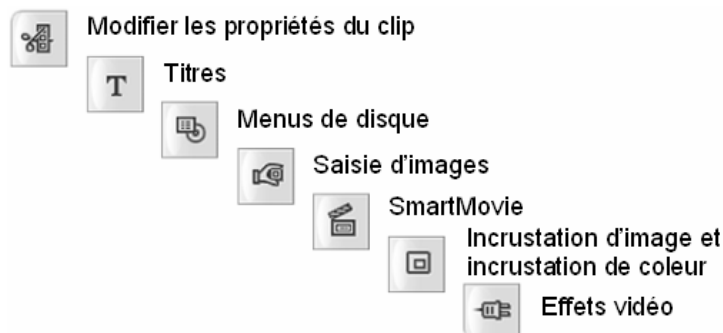 Modifier les propriétés du clip
T Titres
Menus de disque
Saisie d'images
SmartMovie
Incrustation d'image et
incrustation de coleur
Effets vidéo